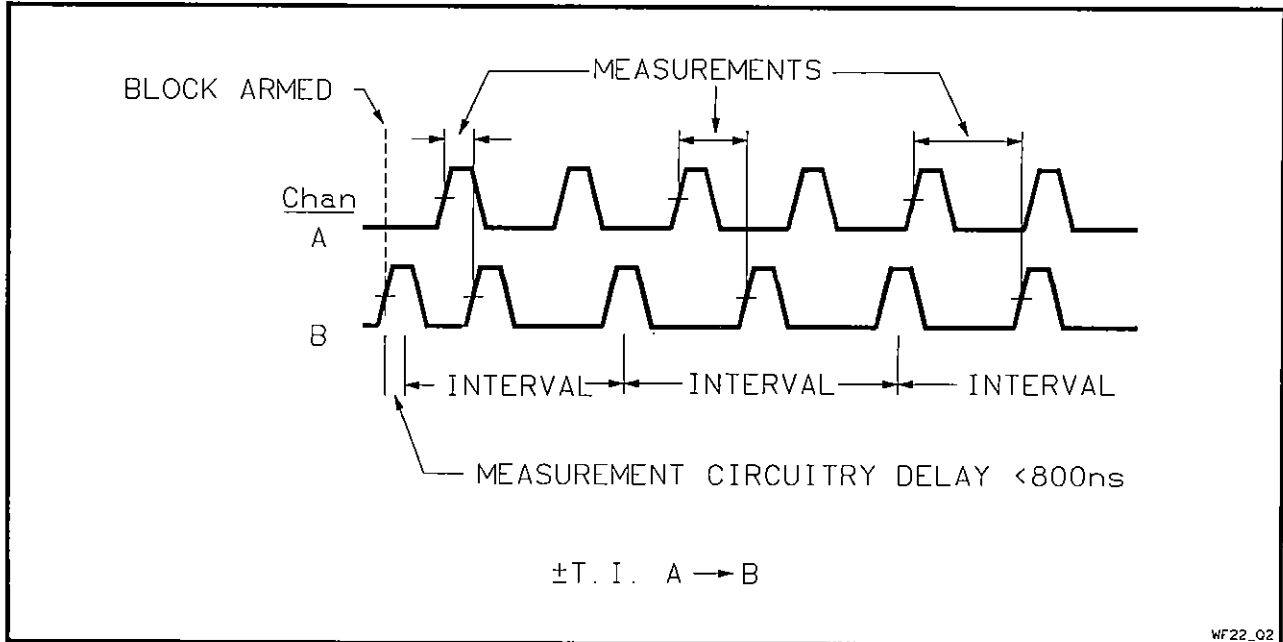 MEASUREMENTS
BLOCK ARMED
Chan
A
B
INTERVAL
INTERVAL
INTERVAL
MEASUREMENT CIRCUITRY DELAY <800ns
±T. I. A → B
WF22_02